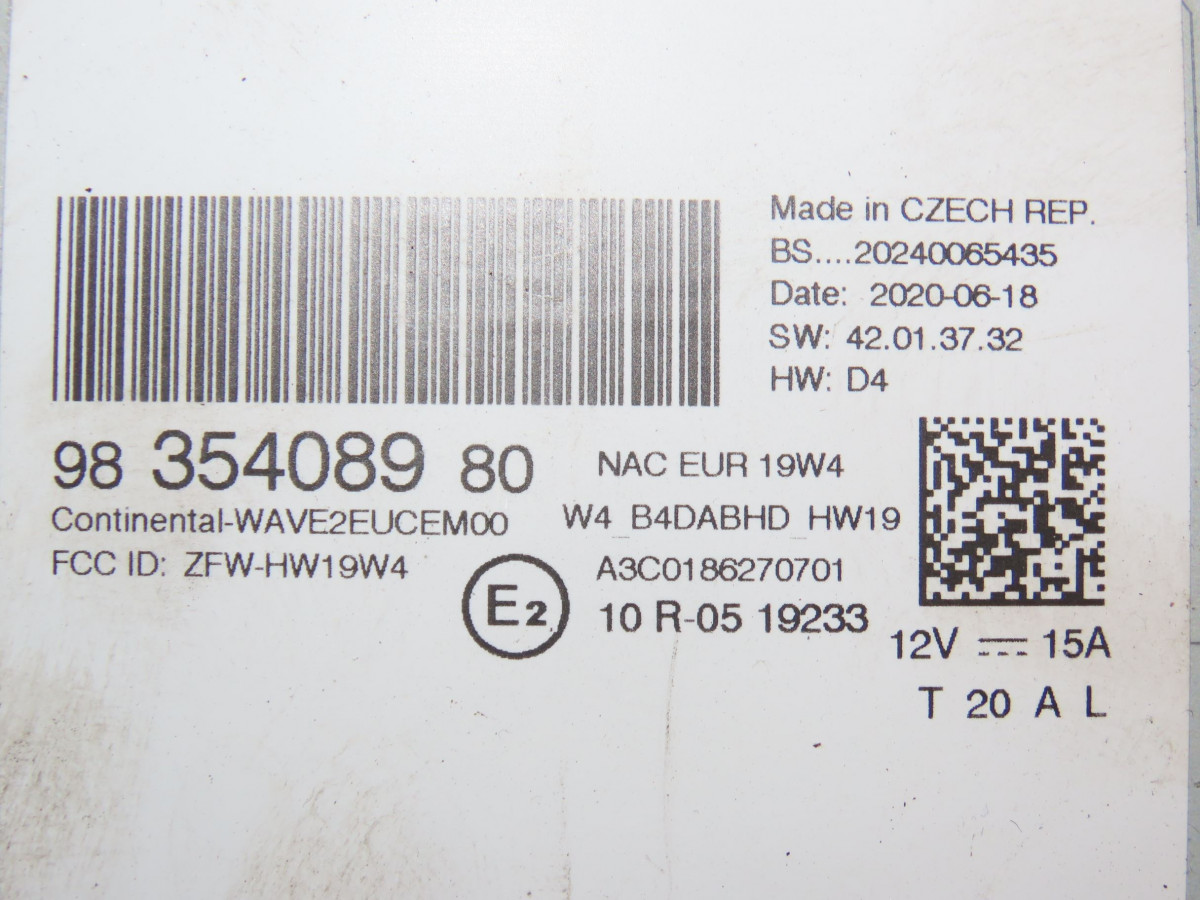 Made in CZECH REP.
BS....20240065435
Date: 2020-06-18
SW: 42.01.37.32
HW: D4
98 354089 80
NAC EUR 19W4
Continental-WAVE2EUCEM00
W4_B4DABHD_HW19
FCC ID: ZFW-HW19W4
A3C0186270701
E2
10 R-05 19233
12V 15A
T 20 A L